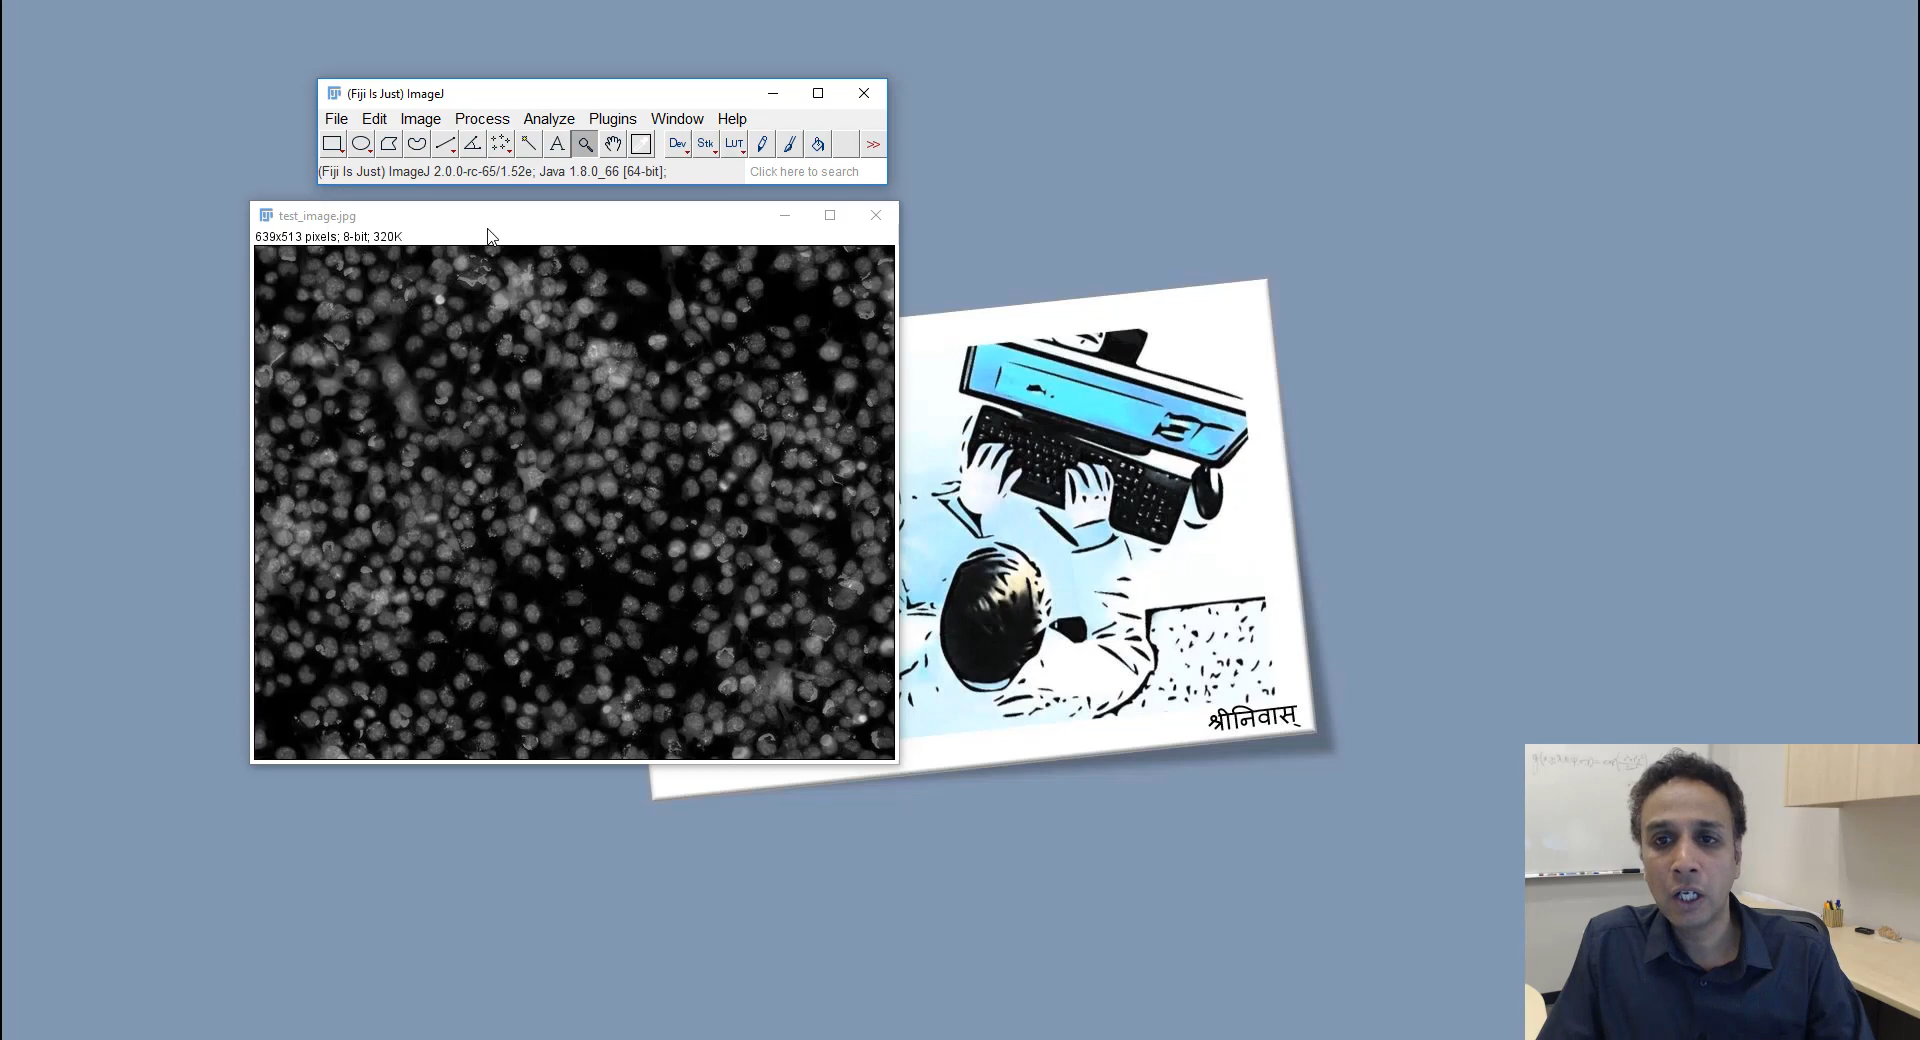 (Fiji Is Just) ImageJ
File Edit Image Process Analyze Plugins Window Help
A Dev Stk LUT >>
(Fiji Is Just) ImageJ 2.0.0-rc-65/1.52e; Java 1.8.0_66 [64-bit];
Click here to search
test_image.jpg
639x513 pixels; 8-bit; 320K
श्रीनिवास्